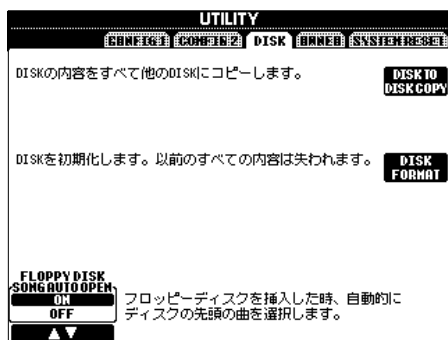 UTILITY
CONFIG 1 CONFIG 2 DISK OWNER SYSTEM RESET
DISKの内容をすべて他のDISKにコピーします。
DISK TO
DISK COPY
DISKを初期化します。以前のすべての内容は失われます。
DISK
FORMAT
FLOPPY DISK
SONG AUTO OPEN
ON
OFF
フロッピーディスクを挿入した時、自動的に
ディスクの先頭の曲を選択します。
▲▼